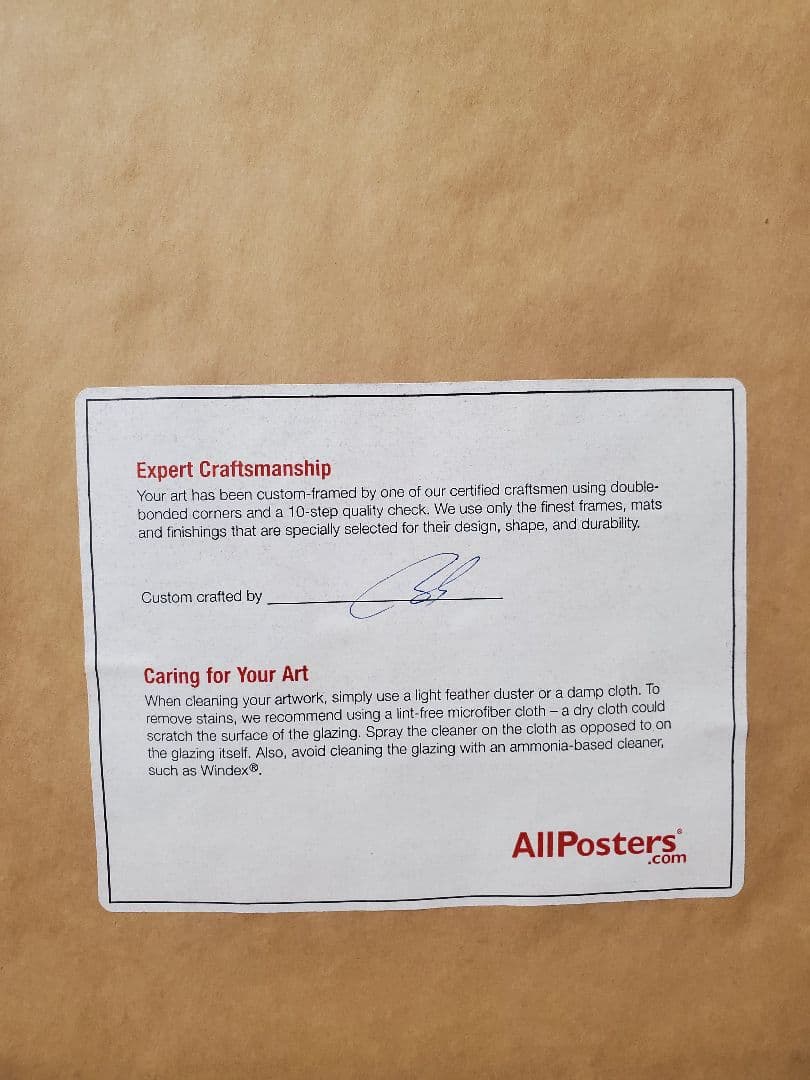 Expert Craftsmanship
Your art has been custom-framed by one of our certified craftsmen using double-
bonded corners and a 10-step quality check. We use only the finest frames, mats
and finishings that are specially selected for their design, shape, and durability.
Custom crafted by
Caring for Your Art
When cleaning your artwork, simply use a light feather duster or a damp cloth. To
remove stains, we recommend using a lint-free microfiber cloth – a dry cloth could
scratch the surface of the glazing. Spray the cleaner on the cloth as opposed to on
the glazing itself. Also, avoid cleaning the glazing with an ammonia-based cleaner,
such as Windex®.
AllPosters®
.com